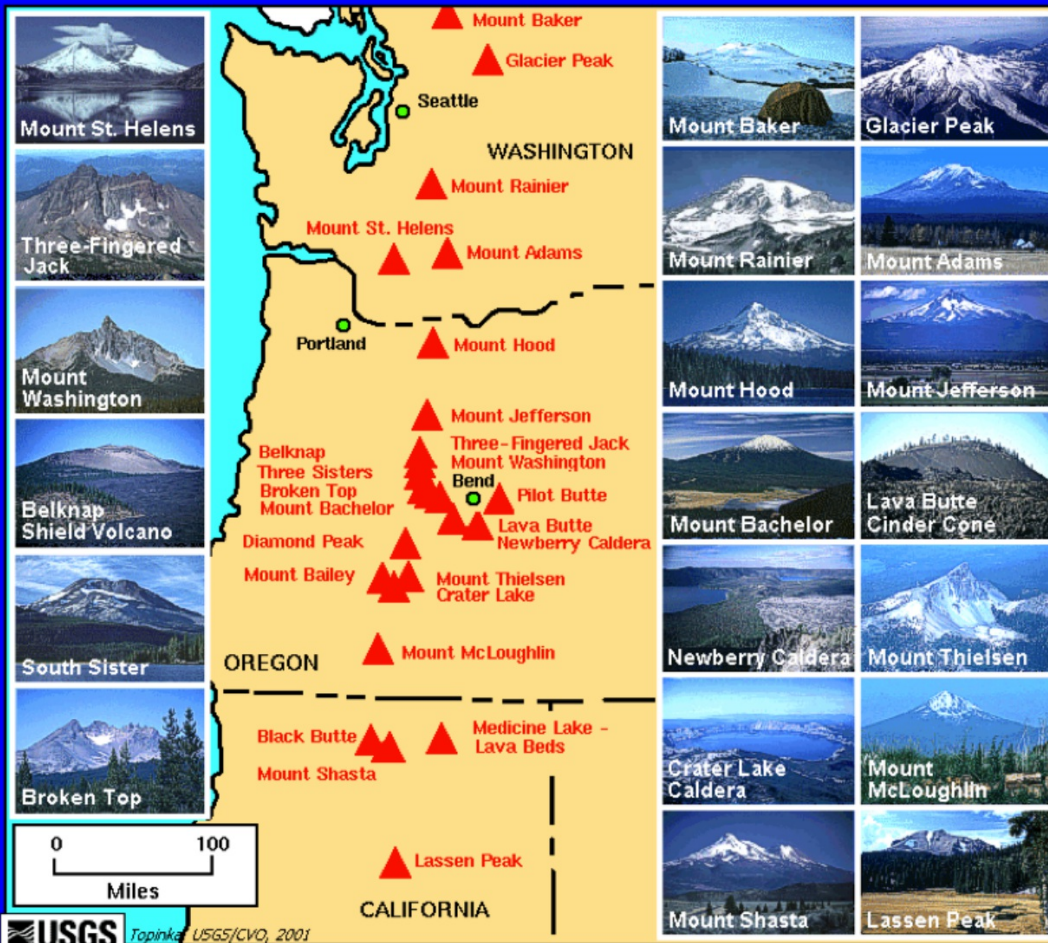 Mount St. Helens
Three-Fingered
Jack
Mount
Washington
Belknap
Shield Volcano
South Sister
Broken Top
Mount Baker
Glacier Peak
Seattle
WASHINGTON
Mount Rainier
Mount St. Helens
Mount Adams
Portland
Mount Hood
Mount Jefferson
Three-Fingered Jack
Mount Washington
Belknap
Three Sisters
Broken Top
Mount Bachelor
Bend
Pilot Butte
Lava Butte
Newberry Caldera
Diamond Peak
Mount Bailey
Mount Thielsen
Crater Lake
Mount McLoughlin
OREGON
Black Butte
Mount Shasta
Medicine Lake -
Lava Beds
Lassen Peak
CALIFORNIA
0 100
Miles
USGS
Topinka, USGS/CVO, 2001
Mount Baker
Glacier Peak
Mount Rainier
Mount Adams
Mount Hood
Mount Jefferson
Mount Bachelor
Lava Butte
Cinder Cone
Newberry Caldera
Mount Thielsen
Crater Lake
Caldera
Mount
McLoughlin
Mount Shasta
Lassen Peak